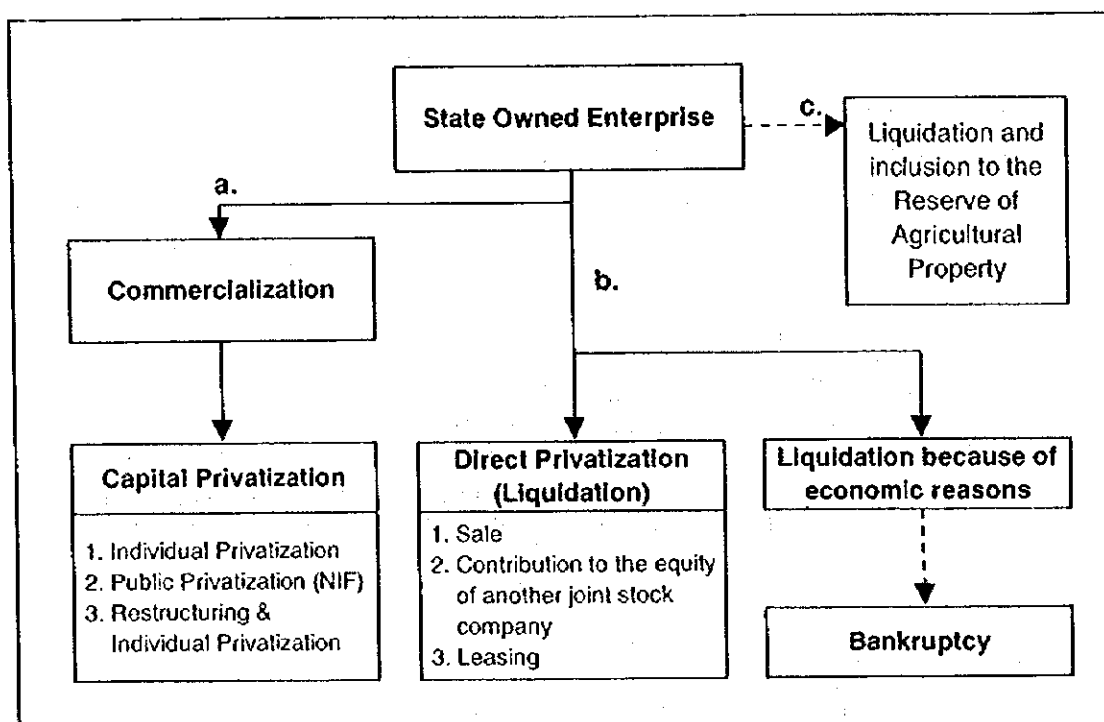 State Owned Enterprise
c.
Liquidation and
inclusion to the
Reserve of
Agricultural
Property
a.
Commercialization
b.
Capital Privatization
1. Individual Privatization
2. Public Privatization (NIF)
3. Restructuring &
Individual Privatization
Direct Privatization
(Liquidation)
1. Sale
2. Contribution to the equity
of another joint stock
company
3. Leasing
Liquidation because of
economic reasons
Bankruptcy